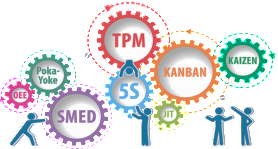 TPM
KANBAN
KAIZEN
Poka-
Yoke
OEE
5S
SMED
JIT